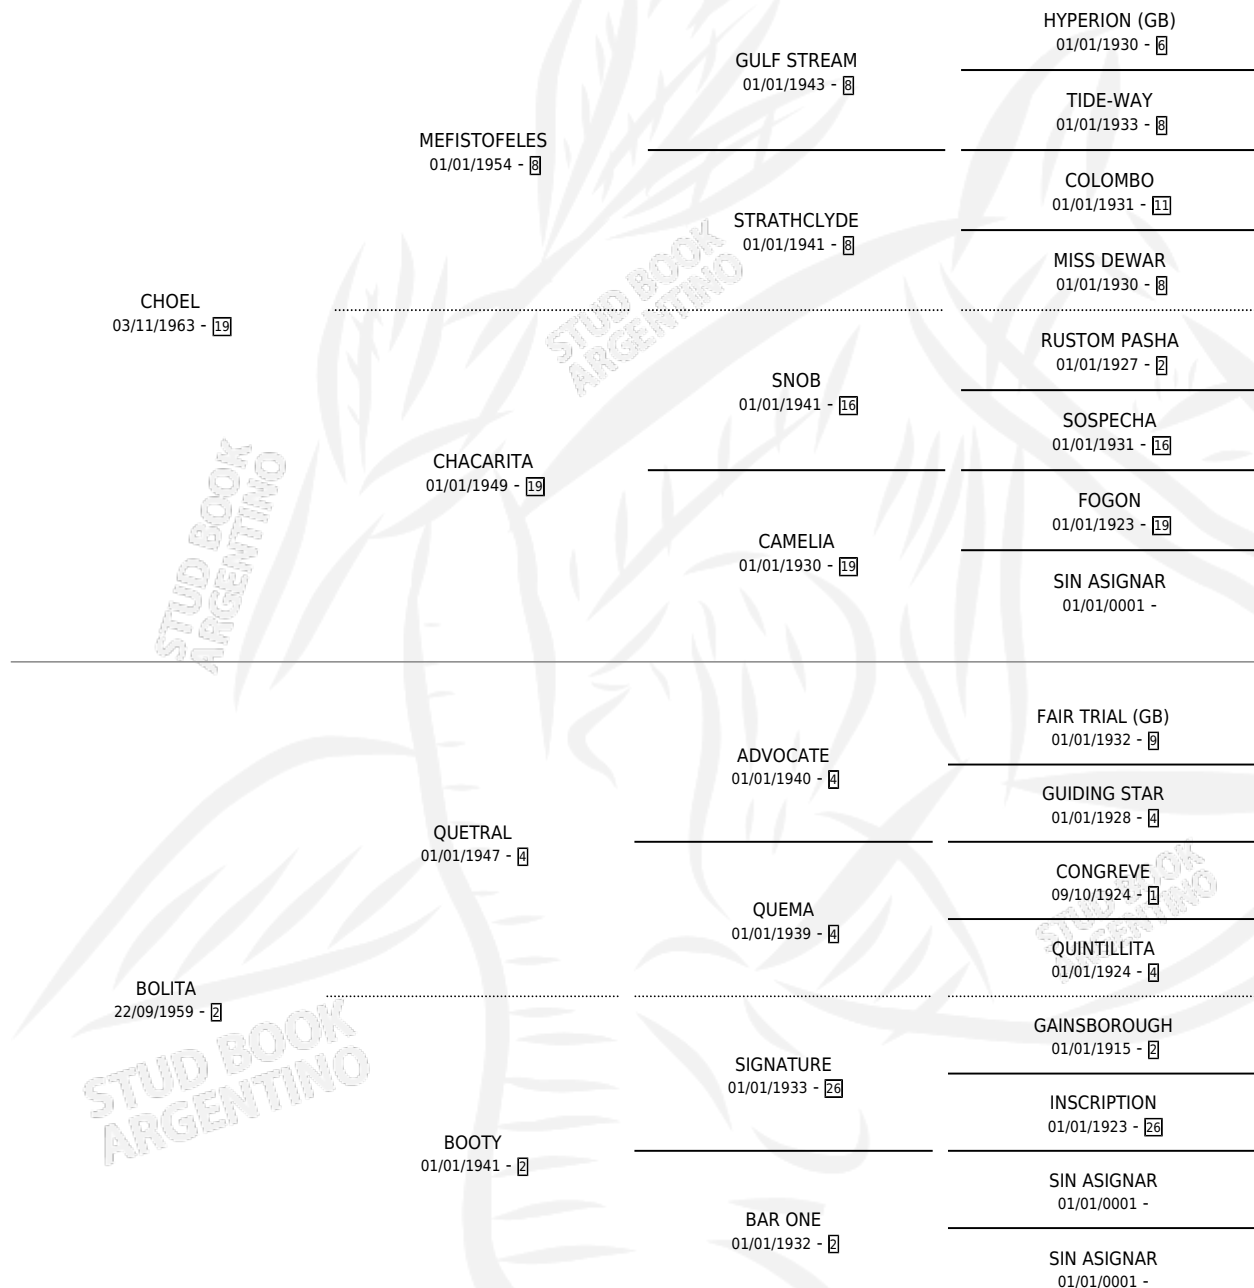 HYPERION (GB)
01/01/1930 - 6
GULF STREAM
01/01/1943 - 8
TIDE-WAY
01/01/1933 - 8
MEFISTOFELES
01/01/1954 - 8
COLOMBO
01/01/1931 - 11
STRATHCLYDE
01/01/1941 - 8
MISS DEWAR
01/01/1930 - 8
CHOEL
03/11/1963 - 19
RUSTOM PASHA
01/01/1927 - 2
SNOB
01/01/1941 - 16
SOSPECHA
01/01/1931 - 16
CHACARITA
01/01/1949 - 19
FOGON
01/01/1923 - 19
CAMELIA
01/01/1930 - 19
SIN ASIGNAR
01/01/0001 -
FAIR TRIAL (GB)
01/01/1932 - 9
ADVOCATE
01/01/1940 - 4
GUIDING STAR
01/01/1928 - 4
QUETRAL
01/01/1947 - 4
CONGREVE
09/10/1924 - 1
QUEMA
01/01/1939 - 4
QUINTILLITA
01/01/1924 - 4
BOLITA
22/09/1959 - 2
GAINSBOROUGH
01/01/1915 - 2
SIGNATURE
01/01/1933 - 26
INSCRIPTION
01/01/1923 - 26
BOOTY
01/01/1941 - 2
SIN ASIGNAR
01/01/0001 -
BAR ONE
01/01/1932 - 2
SIN ASIGNAR
01/01/0001 -
STUD BOOK
ARGENTINO
STUD BOOK
ARGENTINO
STUD BOOK
ARGENTINO
STUD BOOK
ARGENTINO